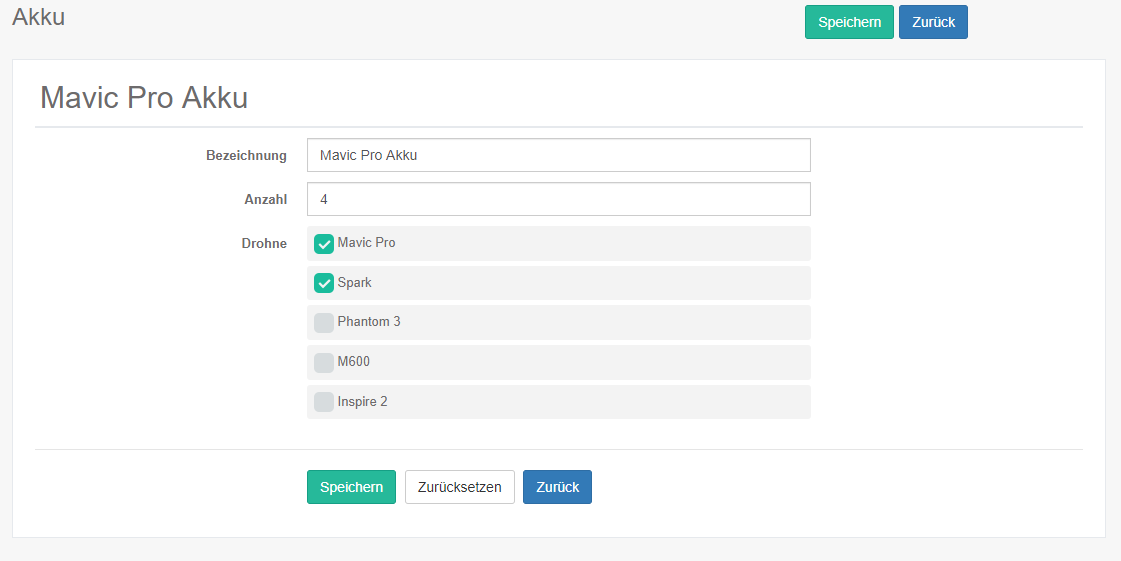 Akku
Speichern Zurück
Mavic Pro Akku
Bezeichnung Mavic Pro Akku
Anzahl 4
Drohne Mavic Pro
Spark
Phantom 3
M600
Inspire 2
Speichern Zurücksetzen Zurück